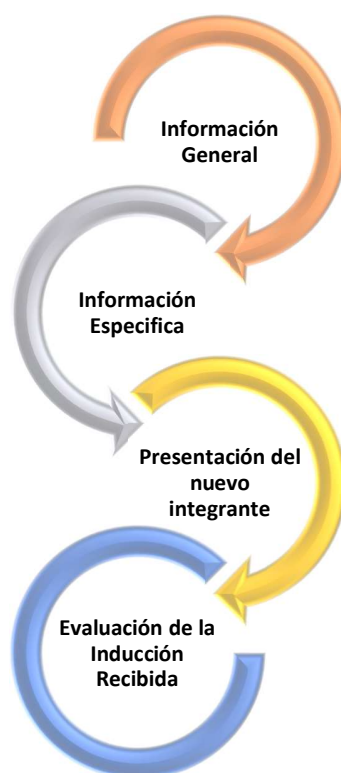 Información
General
Información
Especifica
Presentación del
nuevo
integrante
Evaluación de la
Inducción
Recibida